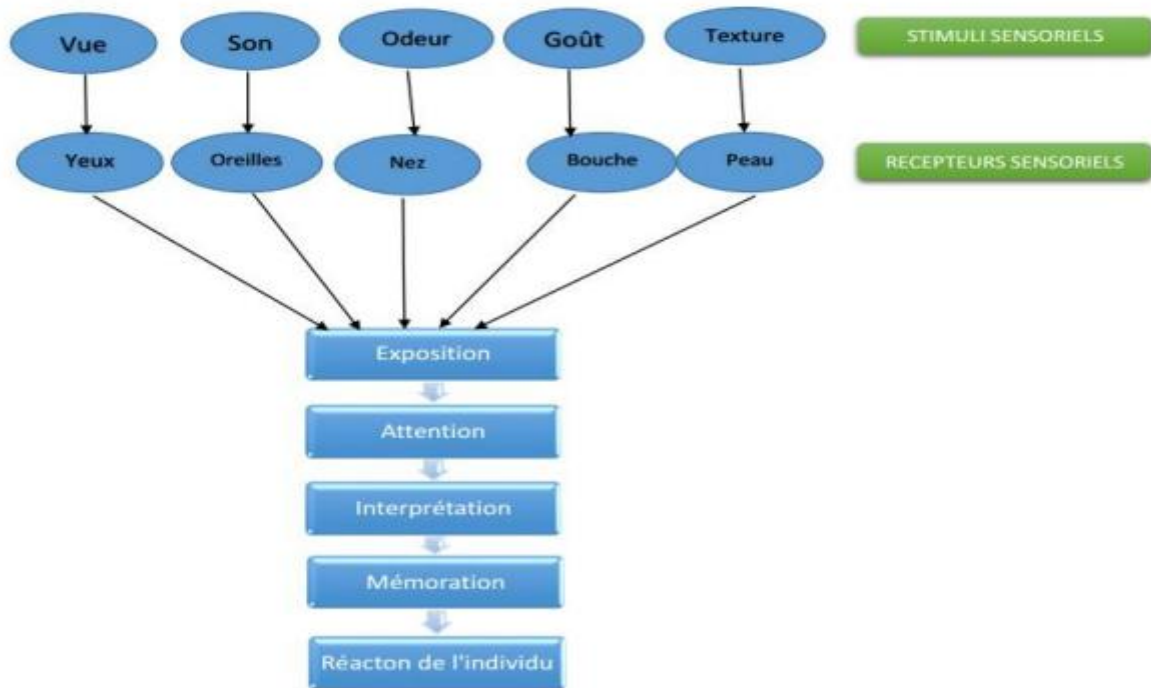 Vue
Son
Odeur
Goût
Texture
STIMULI SENSORIELS
Yeux
Oreilles
Nez
Bouche
Peau
RECEPTEURS SENSORIELS
Exposition
Attention
Interprétation
Mémoration
Réacton de l'individu